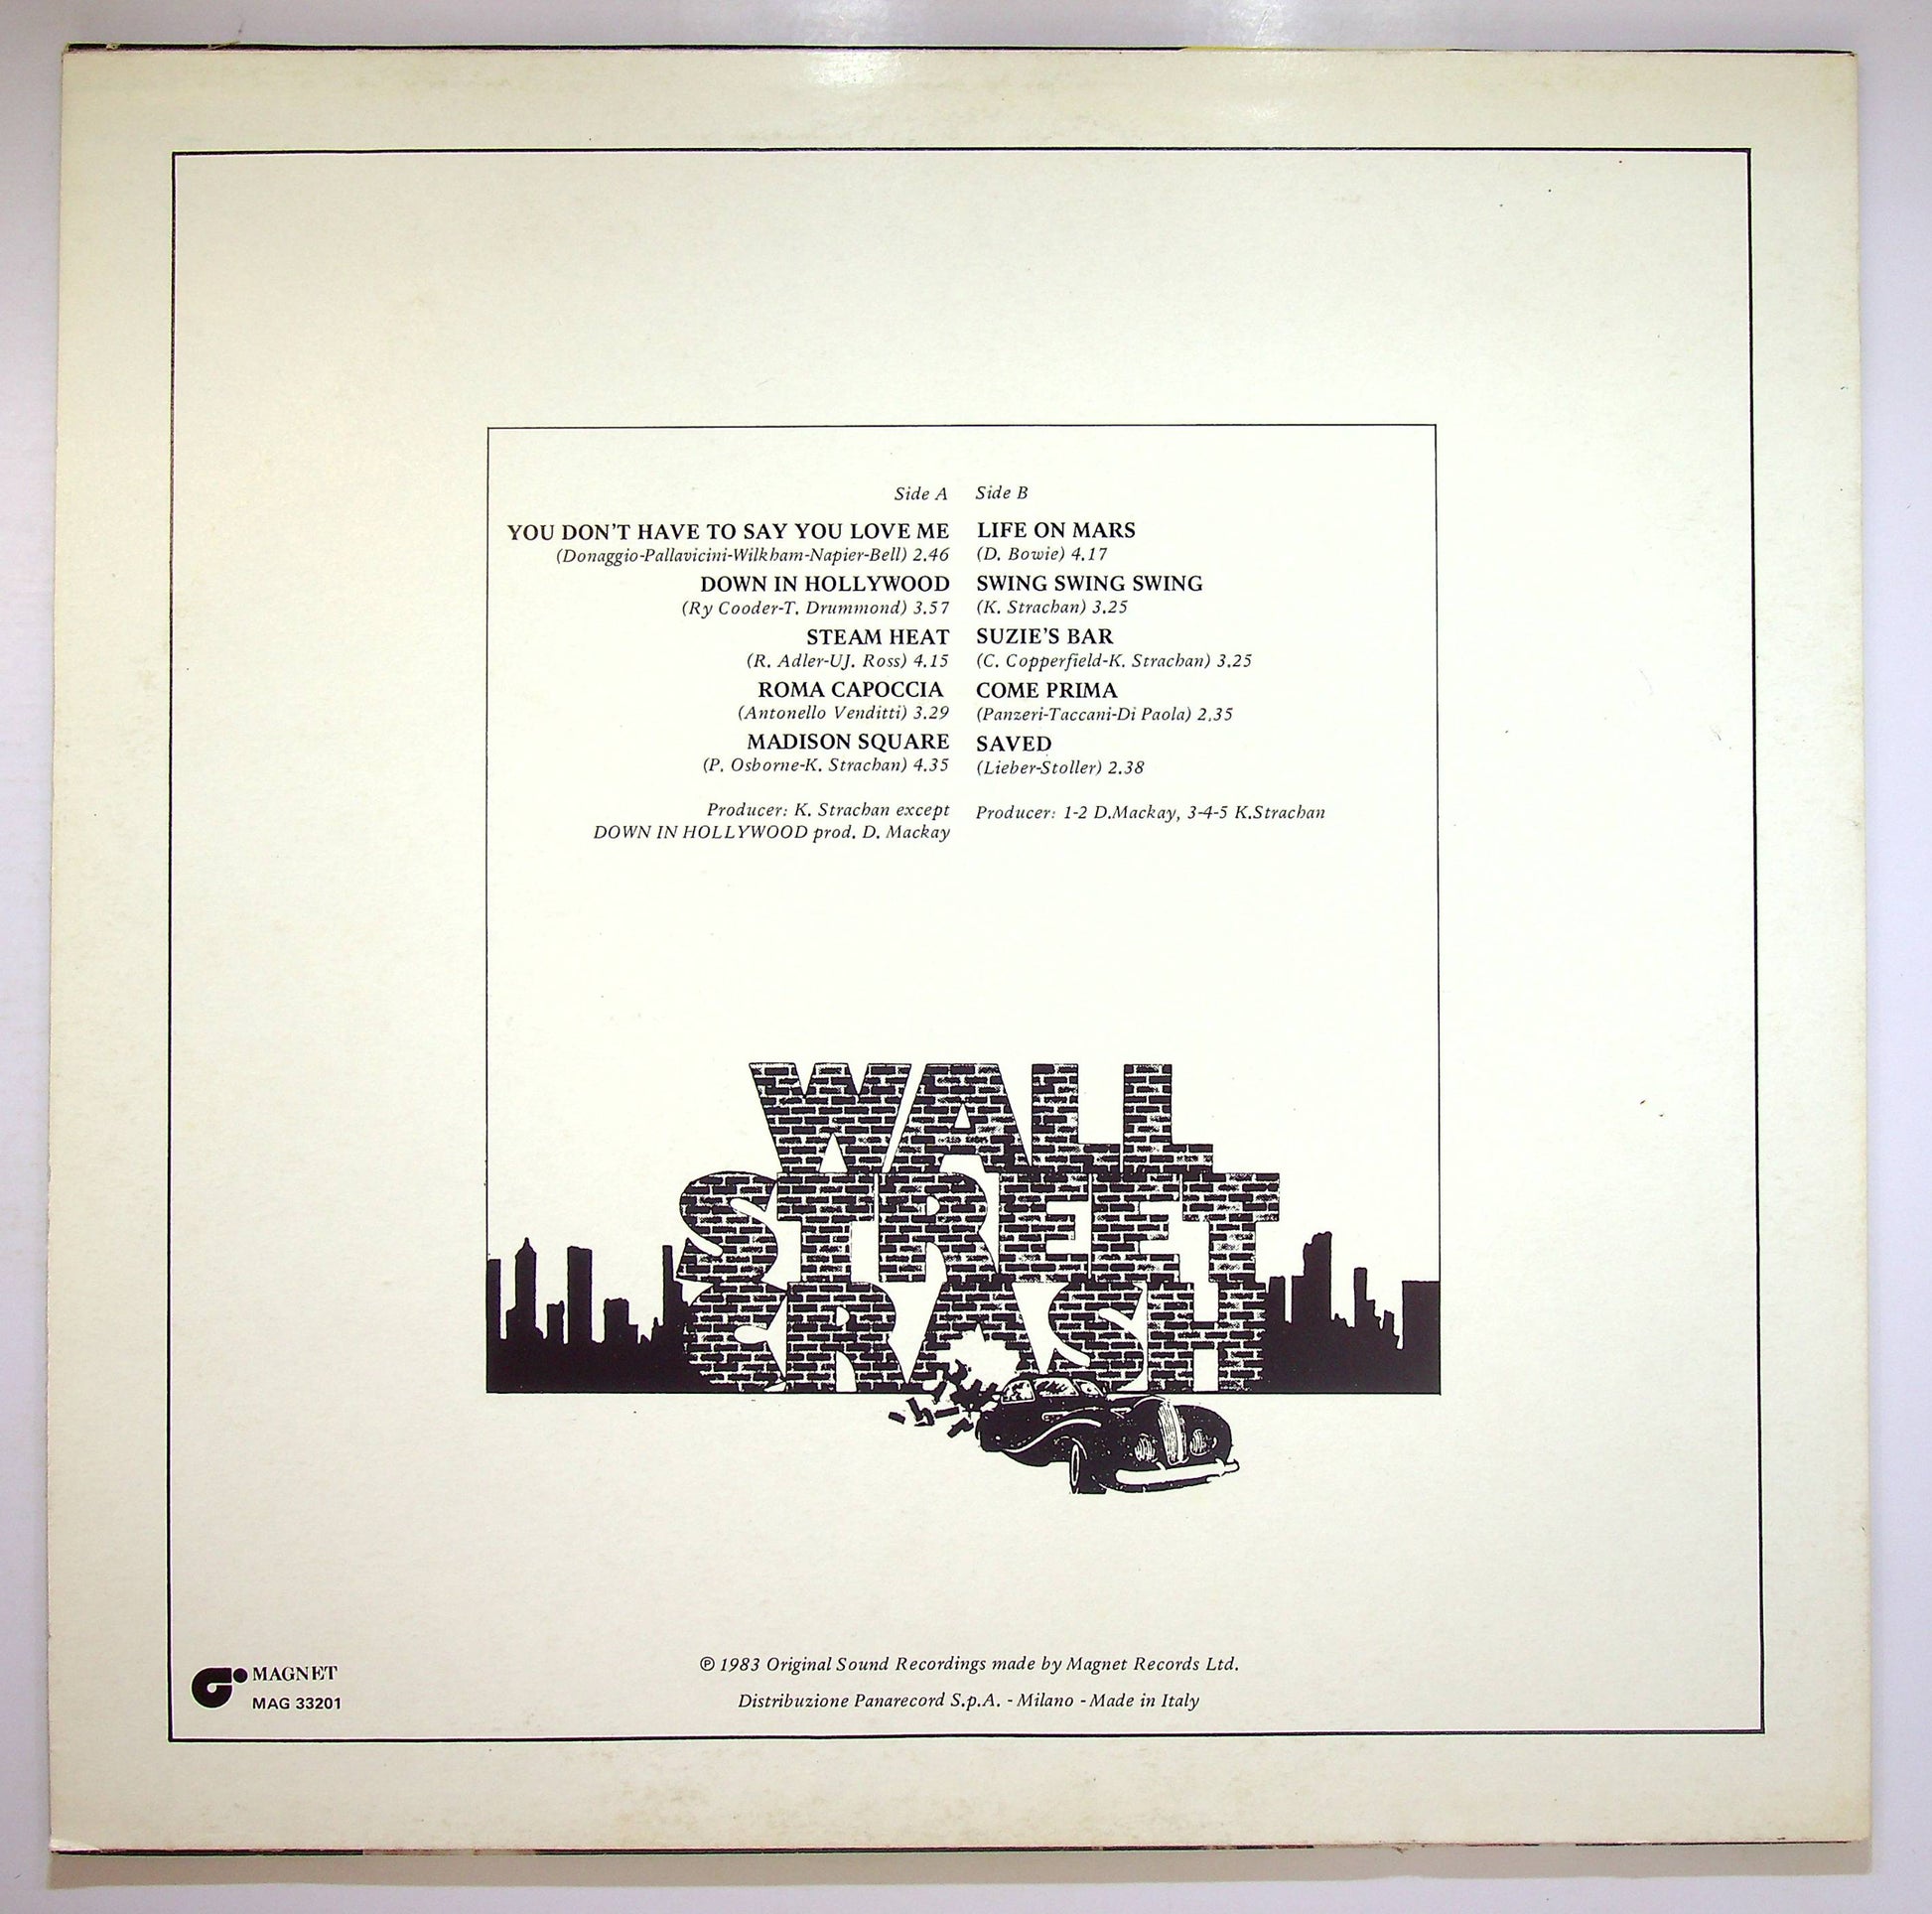 Side A
YOU DON'T HAVE TO SAY YOU LOVE ME
(Donaggio-Pallavicini-Wilkham-Napier-Bell) 2.46
DOWN IN HOLLYWOOD
(Ry Cooder-T. Drummond) 3.57
STEAM HEAT
(R. Adler-UJ. Ross) 4.15
ROMA CAPOCCIA
(Antonello Venditti) 3.29
MADISON SQUARE
(P. Osborne-K. Strachan) 4.35
Producer: K. Strachan except
DOWN IN HOLLYWOOD prod. D. Mackay
Side B
LIFE ON MARS
(D. Bowie) 4.17
SWING SWING SWING
(K. Strachan) 3.25
SUZIE'S BAR
(C. Copperfield-K. Strachan) 3.25
COME PRIMA
(Panzeri-Taccani-Di Paola) 2.35
SAVED
(Lieber-Stoller) 2.38
Producer: 1-2 D.Mackay, 3-4-5 K.Strachan
WALL
STREET
CRASH
MAGNET
MAG 33201
℗ 1983 Original Sound Recordings made by Magnet Records Ltd.
Distribuzione Panarecord S.p.A. - Milano - Made in Italy